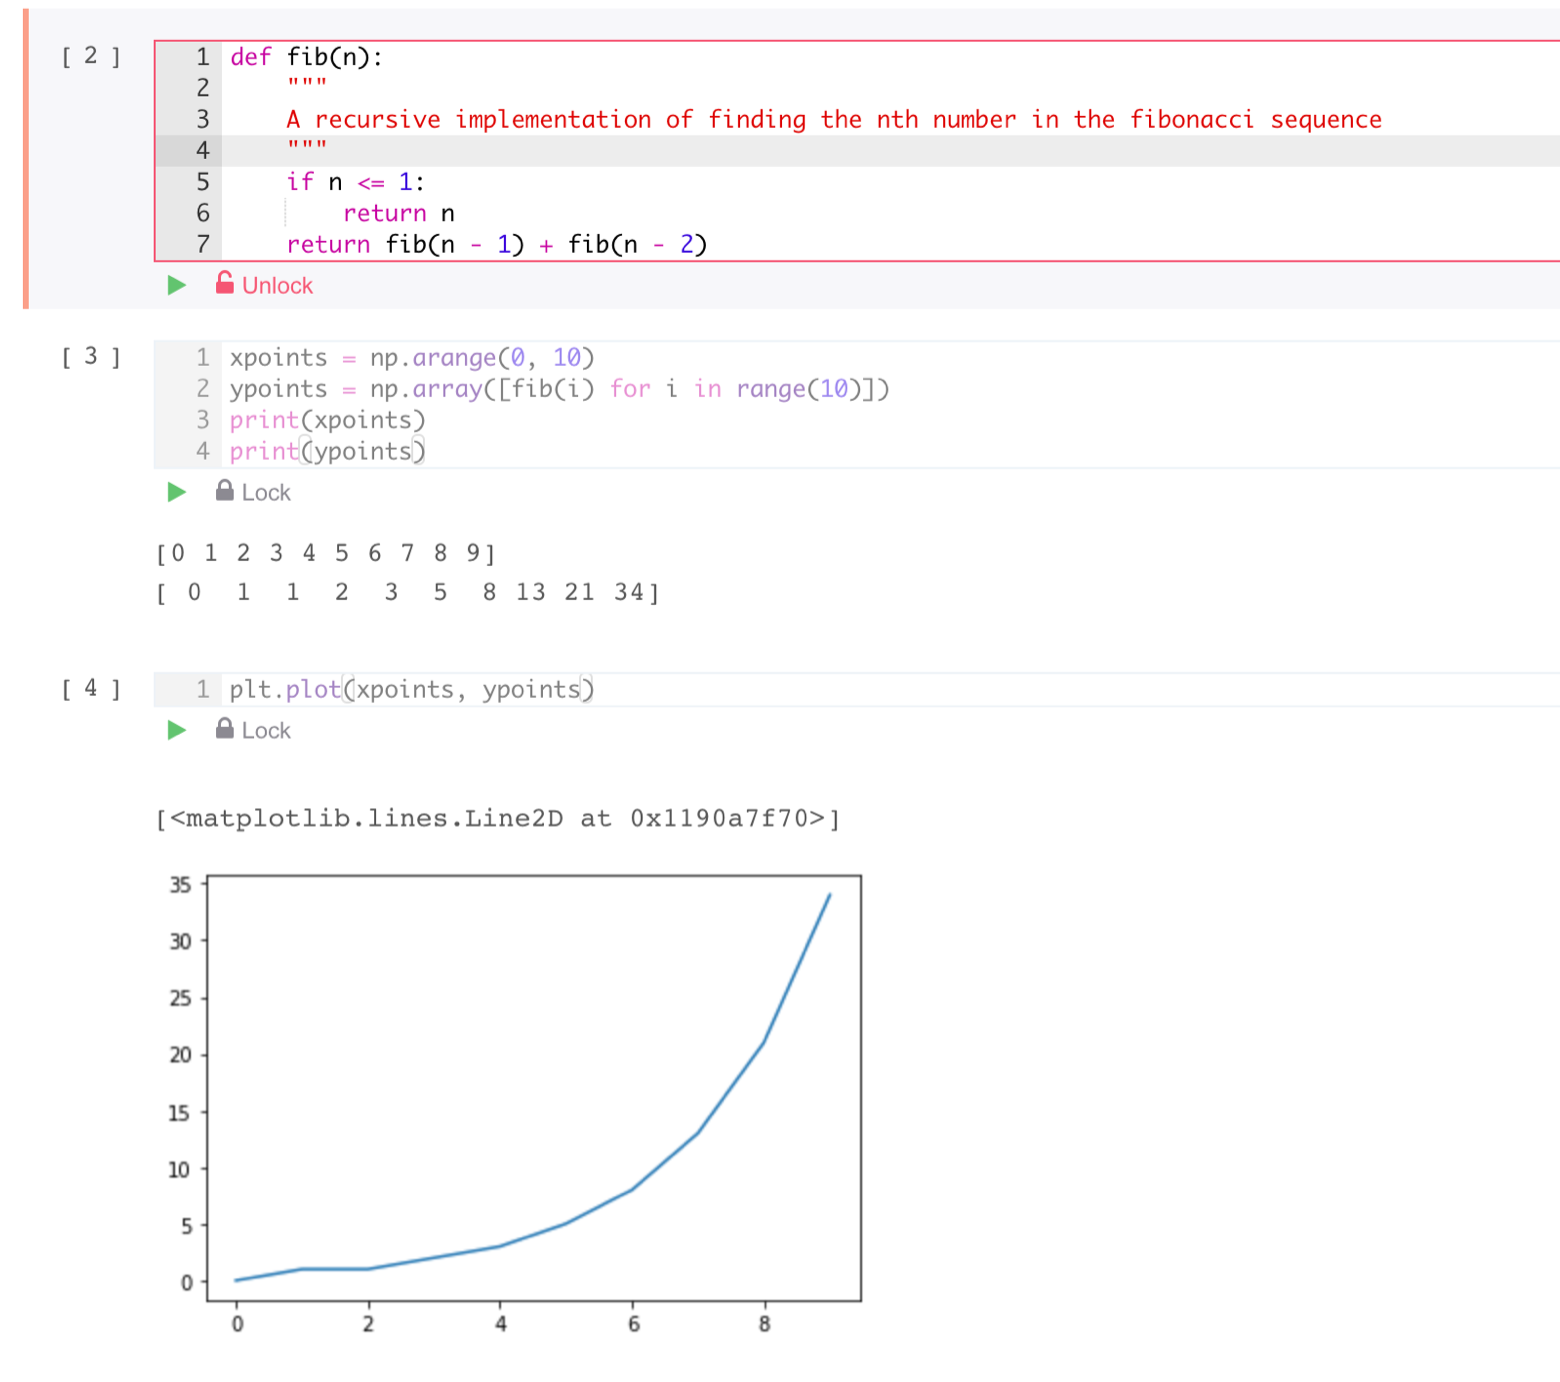 [ 2 ]
1 def fib(n):
2     """
3     A recursive implementation of finding the nth number in the fibonacci sequence
4     """
5     if n <= 1:
6         return n
7     return fib(n - 1) + fib(n - 2)
Unlock
[ 3 ]
1 xpoints = np.arange(0, 10)
2 ypoints = np.array([fib(i) for i in range(10)])
3 print(xpoints)
4 print(ypoints)
Lock
[0 1 2 3 4 5 6 7 8 9]
[ 0  1  1  2  3  5  8 13 21 34]
[ 4 ]
1 plt.plot(xpoints, ypoints)
Lock
[<matplotlib.lines.Line2D at 0x1190a7f70>]
35
30
25
20
15
10
5
0
0 2 4 6 8